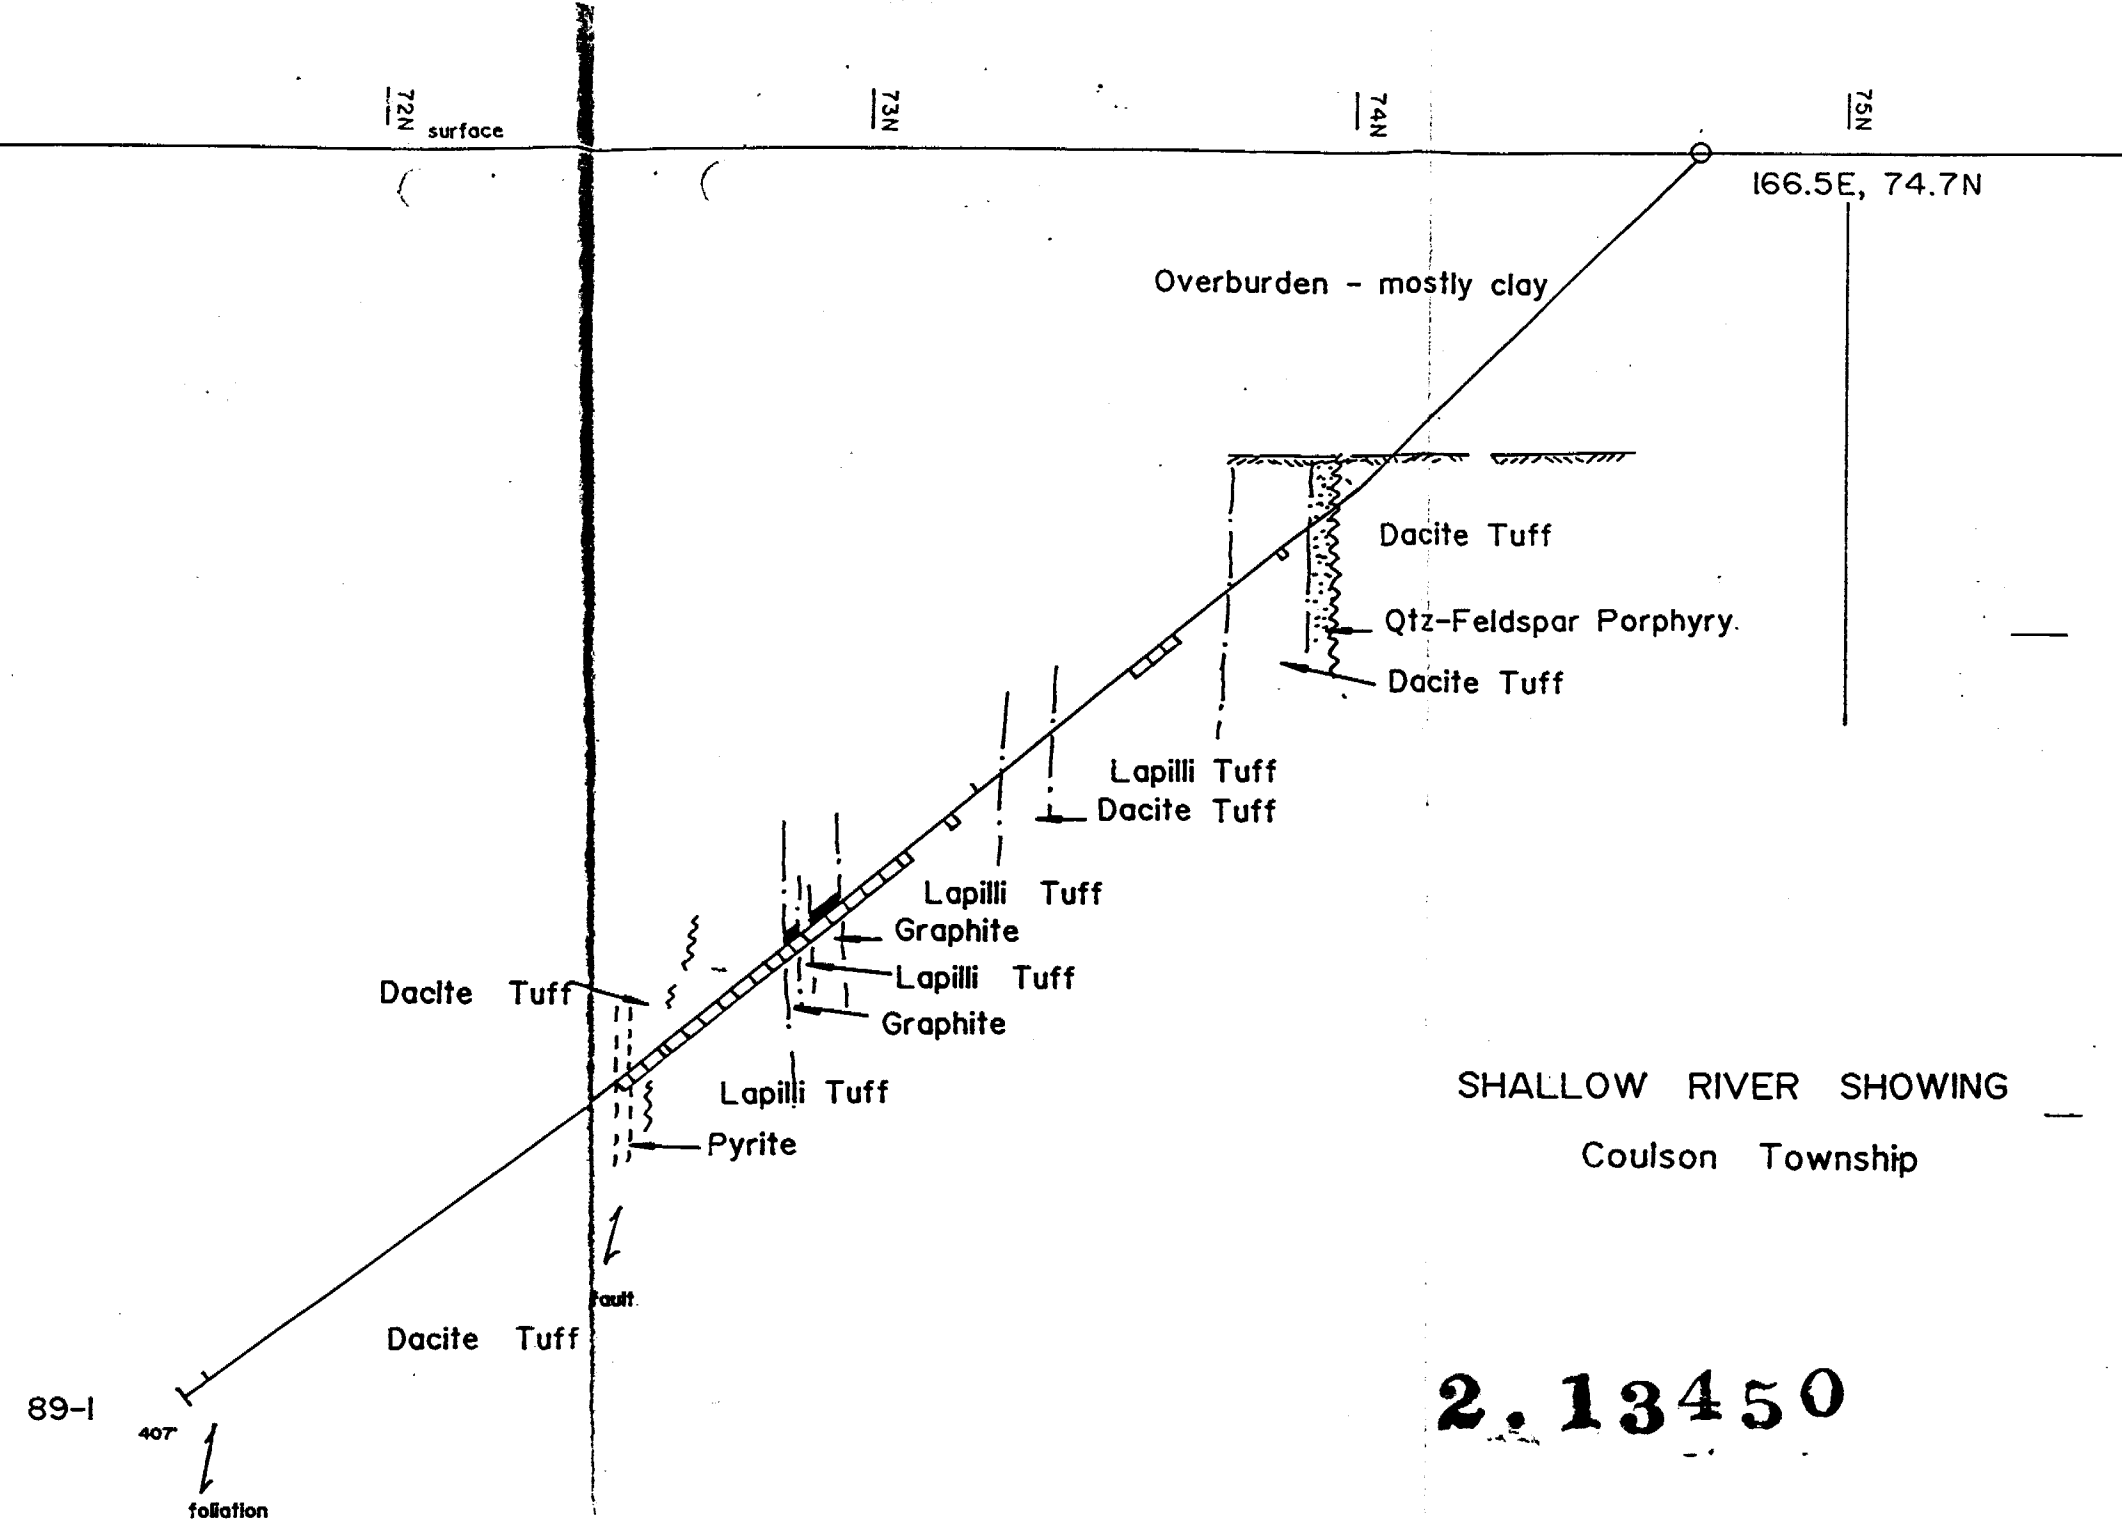 72N
73N
74N
75N
surface
166.5E, 74.7N
Overburden - mostly clay
Dacite Tuff
Qtz-Feldspar Porphyry.
Dacite Tuff
Lapilli Tuff
Dacite Tuff
Lapilli Tuff
Graphite
Lapilli Tuff
Dacite Tuff
Graphite
Lapilli Tuff
Pyrite
SHALLOW RIVER SHOWING
Coulson Township
fault
Dacite Tuff
89-1
407'
foliation
2.13450